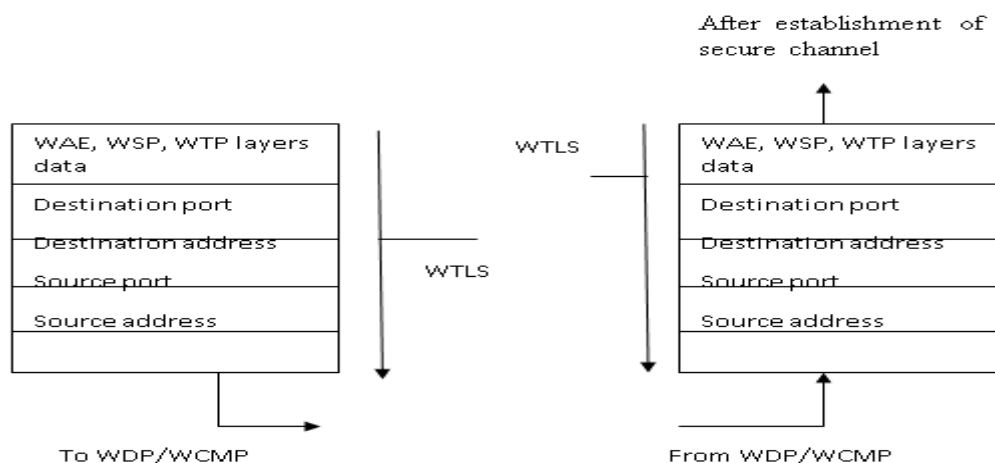 After establishment of
secure channel
WAE, WSP, WTP layers
data
Destination port
Destination address
Source port
Source address
WTLS
WTLS
WAE, WSP, WTP layers
data
Destination port
Destination address
Source port
Source address
To WDP/WCMP
From WDP/WCMP